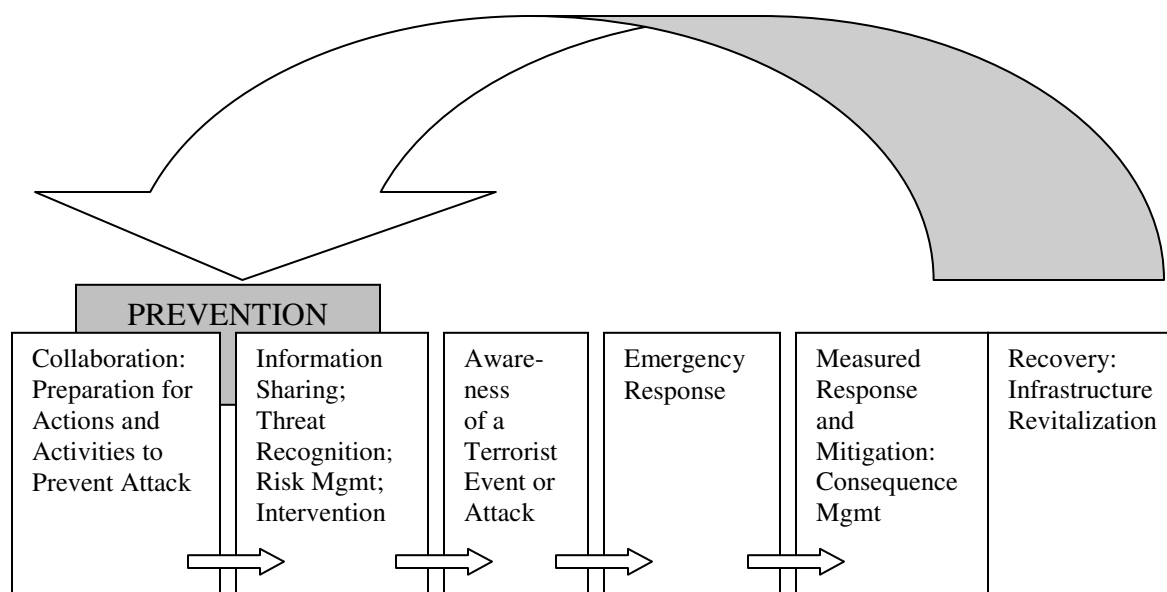 PREVENTION
Collaboration:
Preparation for
Actions and
Activities to
Prevent Attack
Information
Sharing;
Threat
Recognition;
Risk Mgmt;
Intervention
Aware-
ness
of a
Terrorist
Event or
Attack
Emergency
Response
Measured
Response
and
Mitigation:
Consequence
Mgmt
Recovery:
Infrastructure
Revitalization